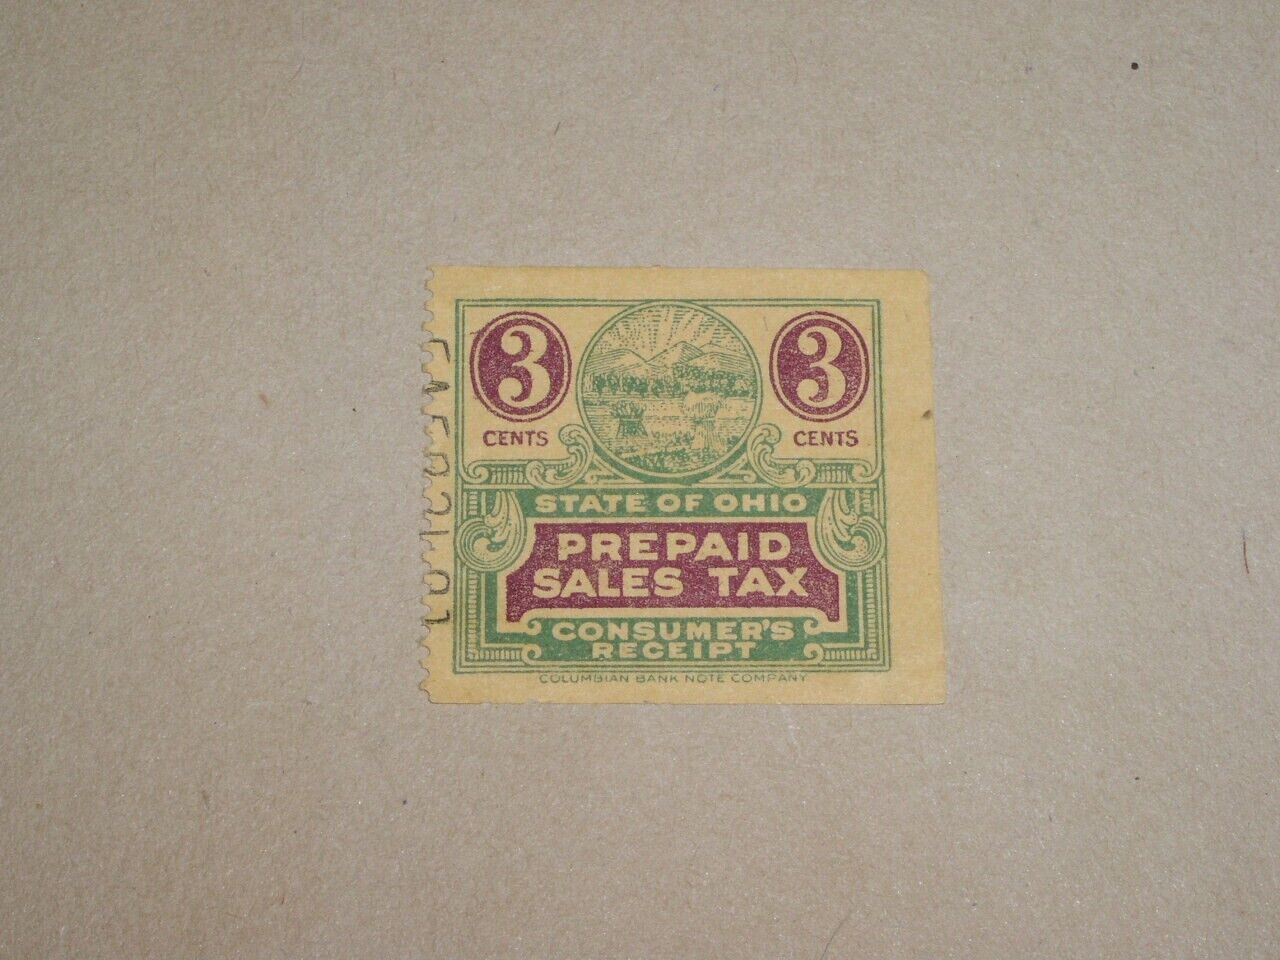 3 3
CENTS CENTS
STATE OF OHIO
PREPAID
SALES TAX
CONSUMER'S
RECEIPT
COLUMBIAN BANK NOTE COMPANY